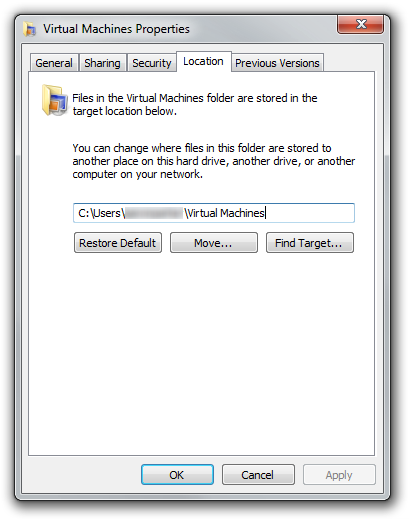 Virtual Machines Properties
General Sharing Security Location Previous Versions
Files in the Virtual Machines folder are stored in the
target location below.
You can change where files in this folder are stored to
another place on this hard drive, another drive, or another
computer on your network.
C:\Users\ \Virtual Machines
Restore Default Move... Find Target...
OK Cancel Apply